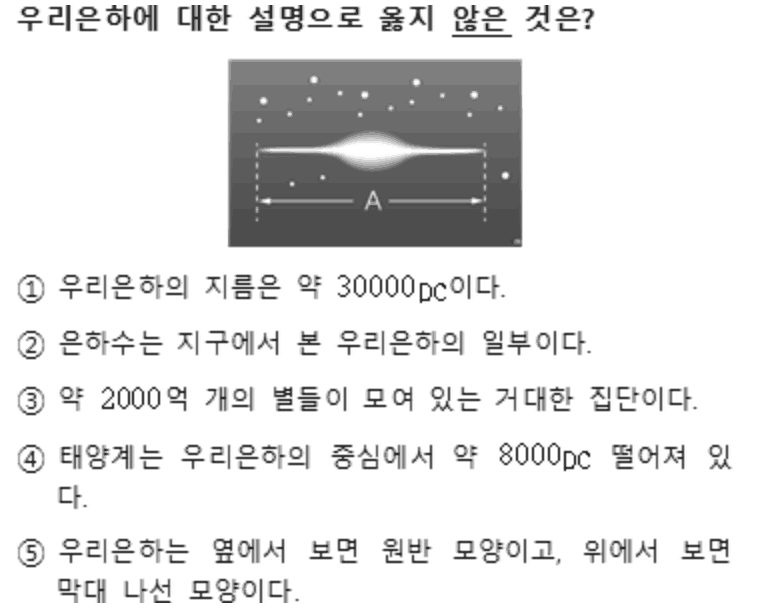 우리은하에 대한 설명으로 옳지 않은 것은?
A
① 우리은하의 지름은 약 30000pc이다.
② 은하수는 지구에서 본 우리은하의 일부이다.
③ 약 2000억 개의 별들이 모여 있는 거대한 집단이다.
④ 태양계는 우리은하의 중심에서 약 8000pc 떨어져 있
다.
⑤ 우리은하는 옆에서 보면 원반 모양이고, 위에서 보면
막대 나선 모양이다.